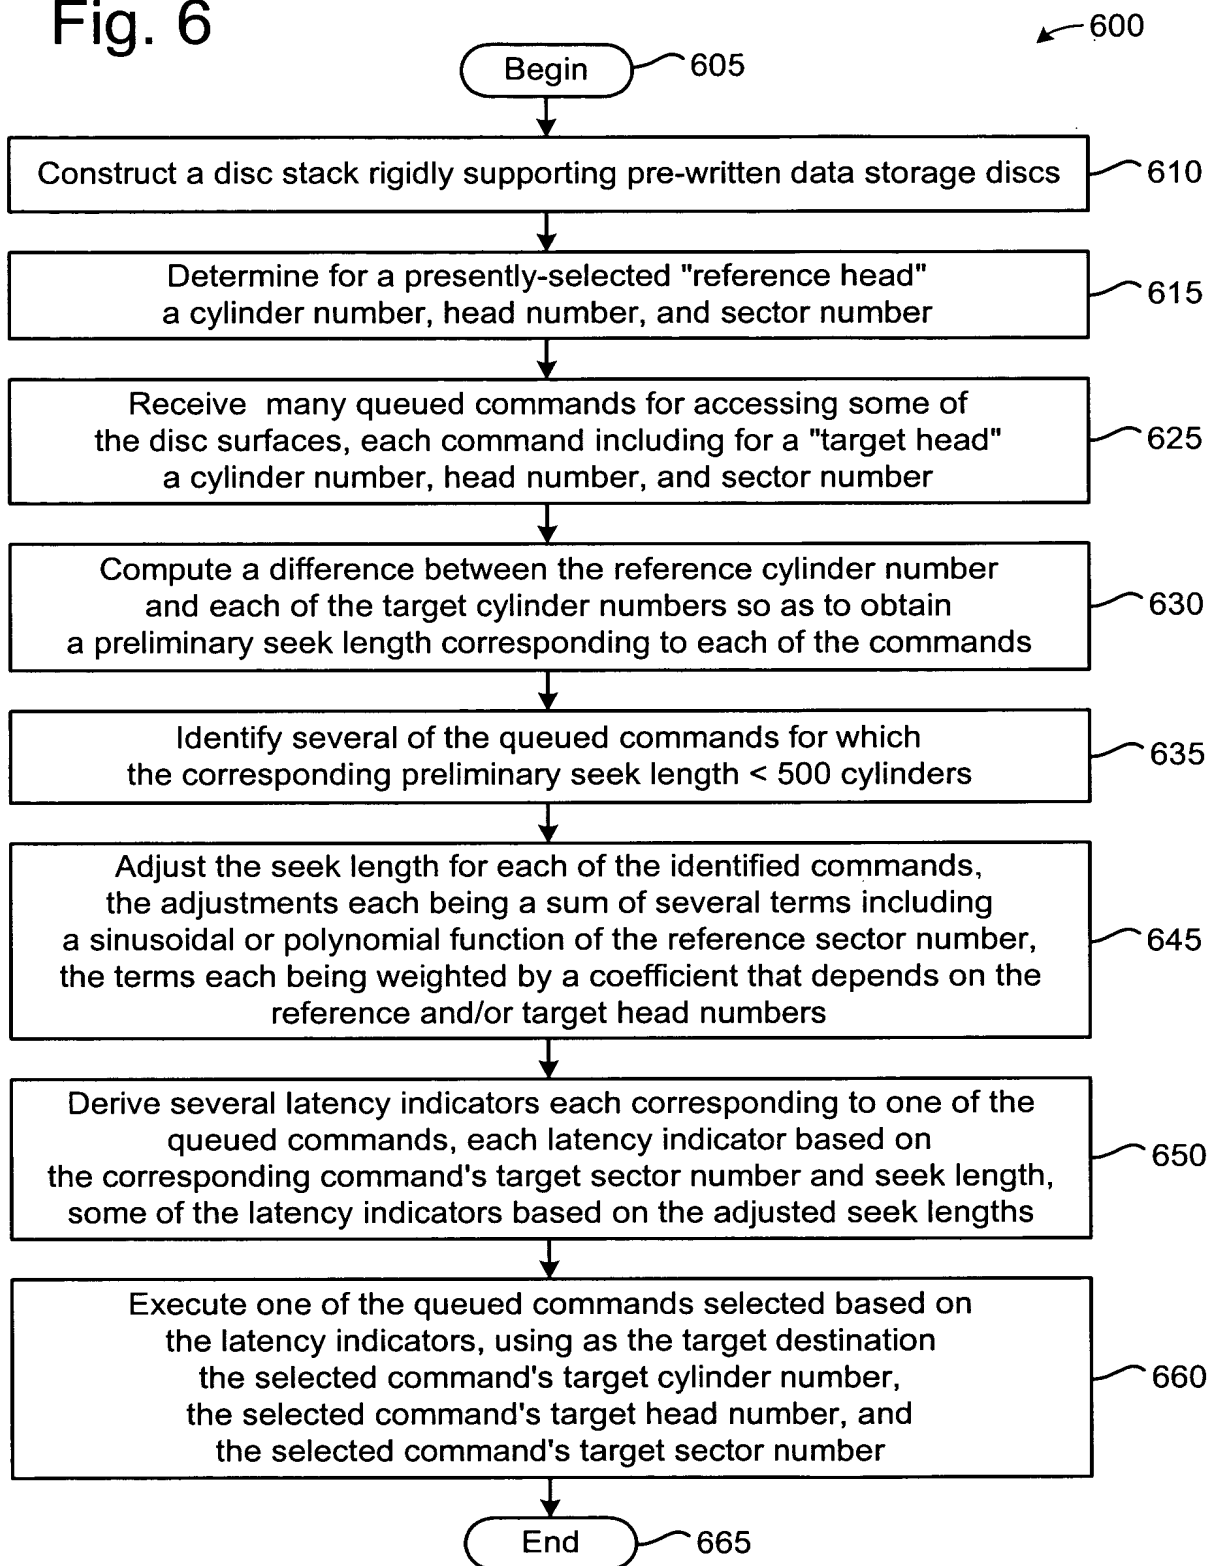 Fig. 6
600
Begin
605
Construct a disc stack rigidly supporting pre-written data storage discs
610
Determine for a presently-selected "reference head"
a cylinder number, head number, and sector number
615
Receive many queued commands for accessing some of
the disc surfaces, each command including for a "target head"
a cylinder number, head number, and sector number
625
Compute a difference between the reference cylinder number
and each of the target cylinder numbers so as to obtain
a preliminary seek length corresponding to each of the commands
630
Identify several of the queued commands for which
the corresponding preliminary seek length < 500 cylinders
635
Adjust the seek length for each of the identified commands,
the adjustments each being a sum of several terms including
a sinusoidal or polynomial function of the reference sector number,
the terms each being weighted by a coefficient that depends on the
reference and/or target head numbers
645
Derive several latency indicators each corresponding to one of the
queued commands, each latency indicator based on
the corresponding command's target sector number and seek length,
some of the latency indicators based on the adjusted seek lengths
650
Execute one of the queued commands selected based on
the latency indicators, using as the target destination
the selected command's target cylinder number,
the selected command's target head number, and
the selected command's target sector number
660
End
665